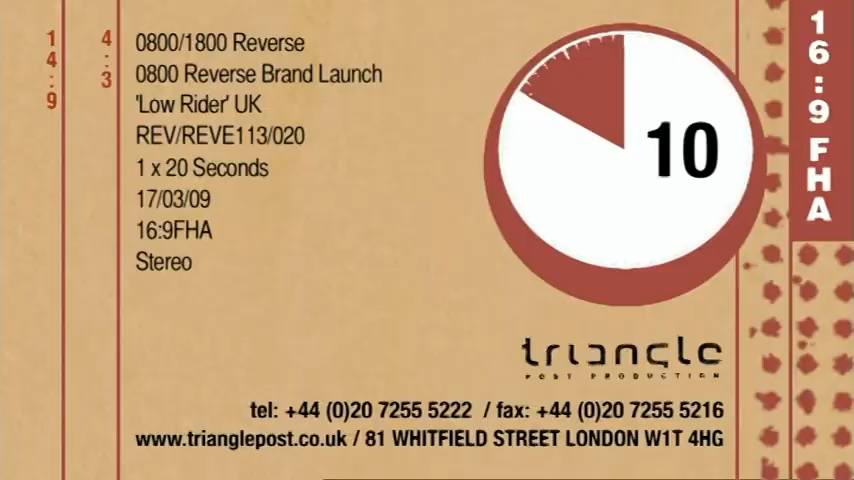 14:9
4:3
0800/1800 Reverse
0800 Reverse Brand Launch
'Low Rider' UK
REV/REVE113/020
1 x 20 Seconds
17/03/09
16:9FHA
Stereo
10
16:9 FHA
triangle
POST PRODUCTION
tel: +44 (0)20 7255 5222 / fax: +44 (0)20 7255 5216
www.trianglepost.co.uk / 81 WHITFIELD STREET LONDON W1T 4HG